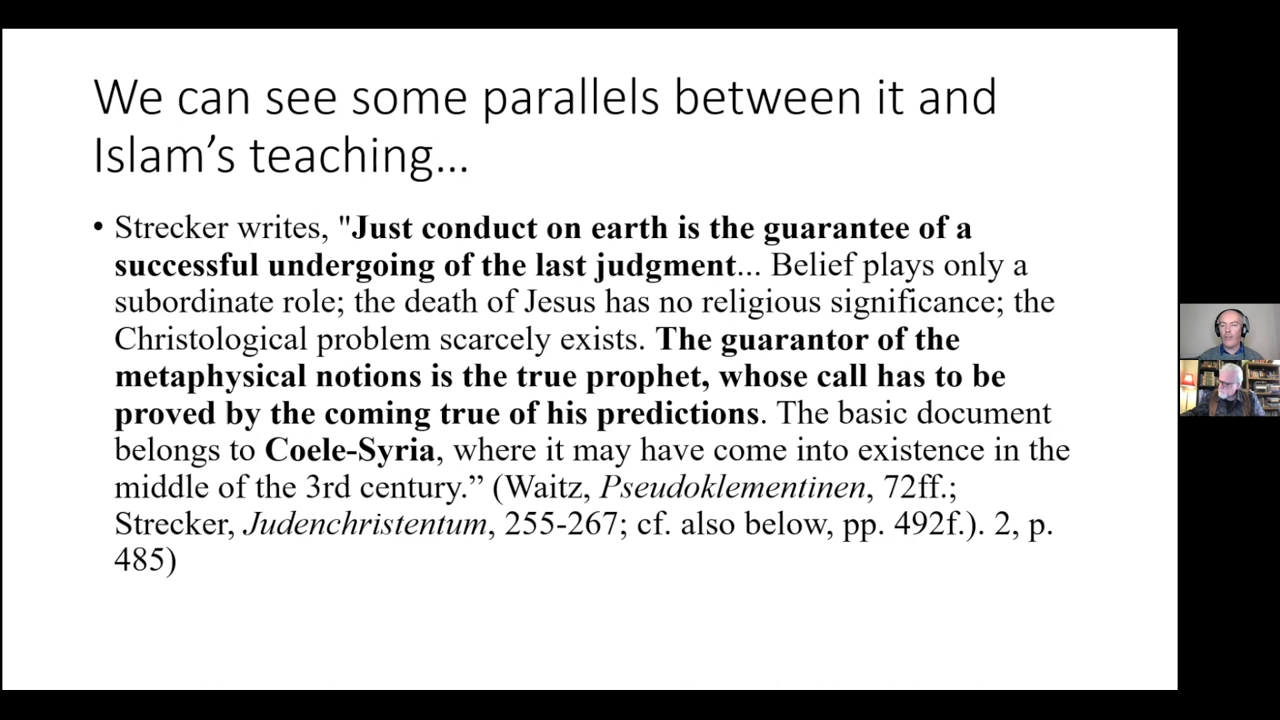 We can see some parallels between it and
Islam’s teaching…
• Strecker writes, "Just conduct on earth is the guarantee of a
successful undergoing of the last judgment... Belief plays only a
subordinate role; the death of Jesus has no religious significance; the
Christological problem scarcely exists. The guarantor of the
metaphysical notions is the true prophet, whose call has to be
proved by the coming true of his predictions. The basic document
belongs to Coele-Syria, where it may have come into existence in the
middle of the 3rd century.” (Waitz, Pseudoklementinen, 72ff.;
Strecker, Judenchristentum, 255-267; cf. also below, pp. 492f.). 2, p.
485)